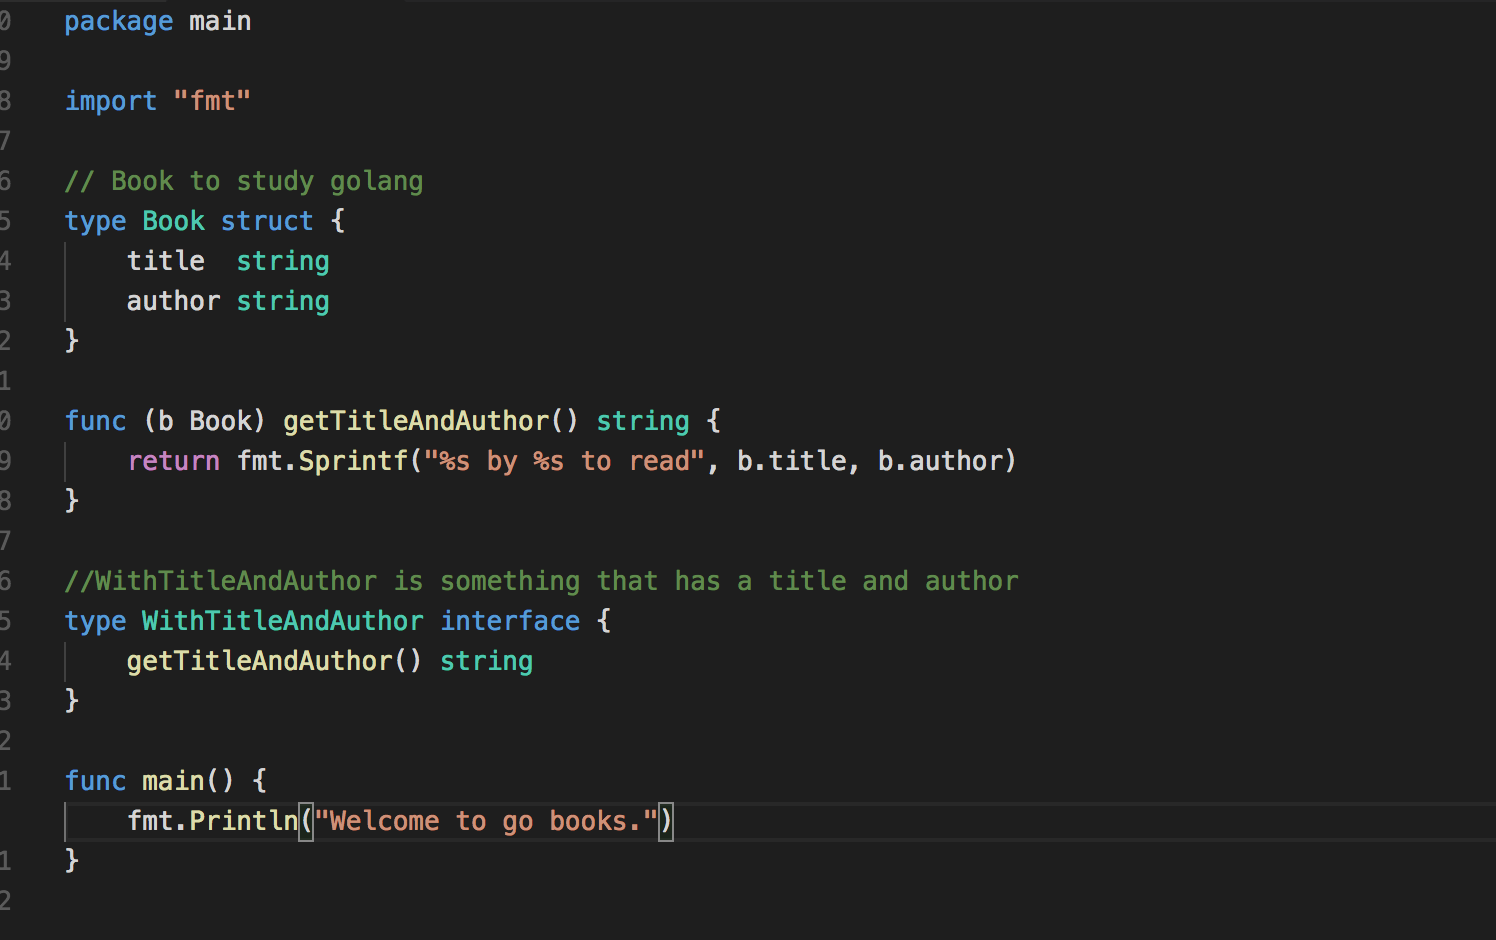 0 package main
9
8 import "fmt"
7
6 // Book to study golang
5 type Book struct {
4     title  string
3     author string
2 }
1
0 func (b Book) getTitleAndAuthor() string {
9     return fmt.Sprintf("%s by %s to read", b.title, b.author)
8 }
7
6 //WithTitleAndAuthor is something that has a title and author
5 type WithTitleAndAuthor interface {
4     getTitleAndAuthor() string
3 }
2
1 func main() {
    fmt.Println("Welcome to go books.")
1 }
2